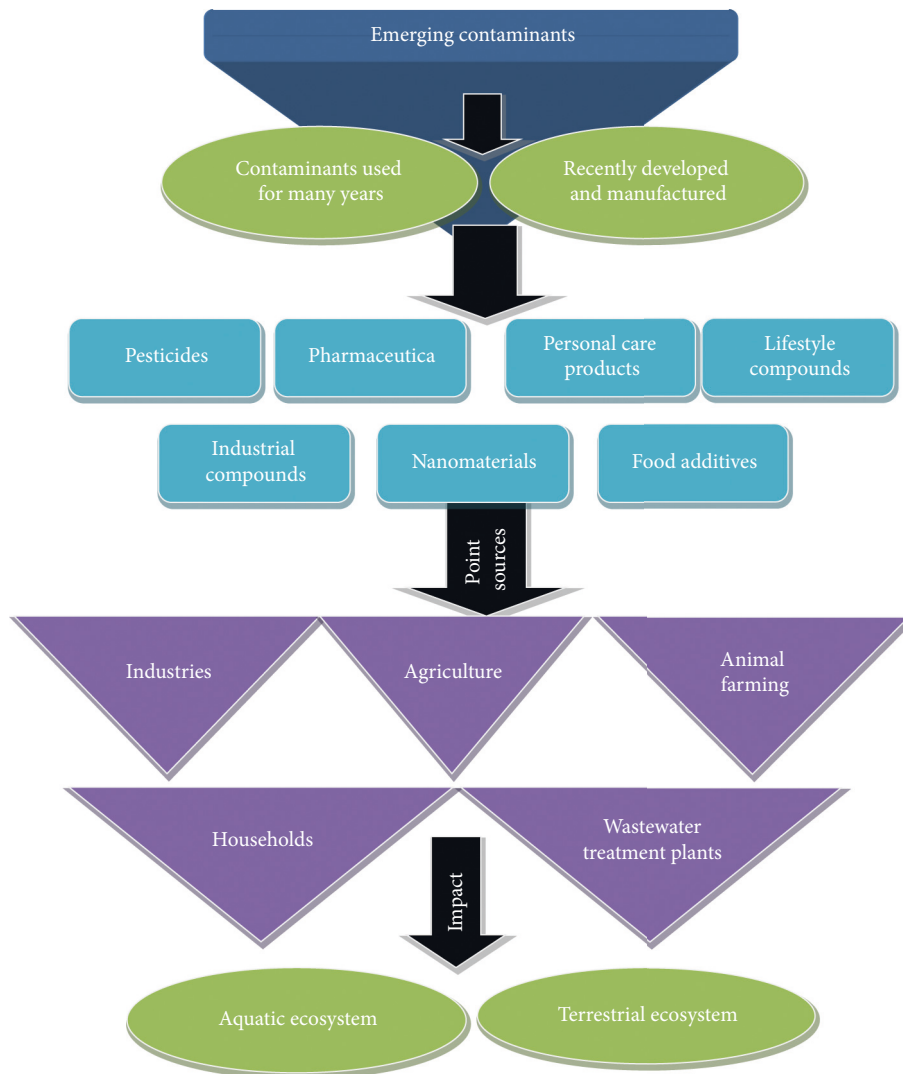 Emerging contaminants
Contaminants used
for many years
Recently developed
and manufactured
Pesticides
Pharmaceutica
Personal care
products
Lifestyle
compounds
Industrial
compounds
Nanomaterials
Food additives
Point
sources
Industries
Agriculture
Animal
farming
Households
Wastewater
treatment plants
Impact
Aquatic ecosystem
Terrestrial ecosystem